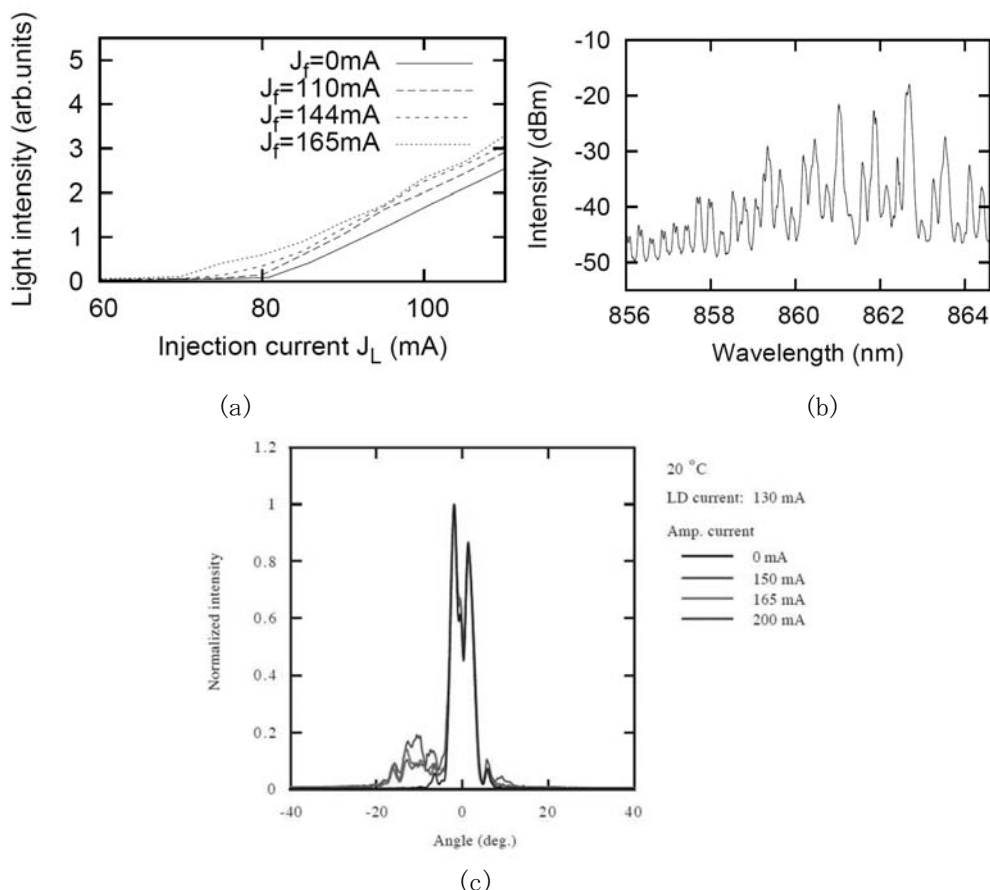 Light intensity (arb.units)
5
4
3
2
1
0
60
80
100
Injection current J_L (mA)
J_f=0mA
J_f=110mA
J_f=144mA
J_f=165mA
(a)
Intensity (dBm)
-10
-20
-30
-40
-50
856
858
860
862
864
Wavelength (nm)
(b)
Normalized intensity
1.2
1
0.8
0.6
0.4
0.2
0
-40
-20
0
20
40
Angle (deg.)
20 °C
LD current: 130 mA
Amp. current
0 mA
150 mA
165 mA
200 mA
(c)